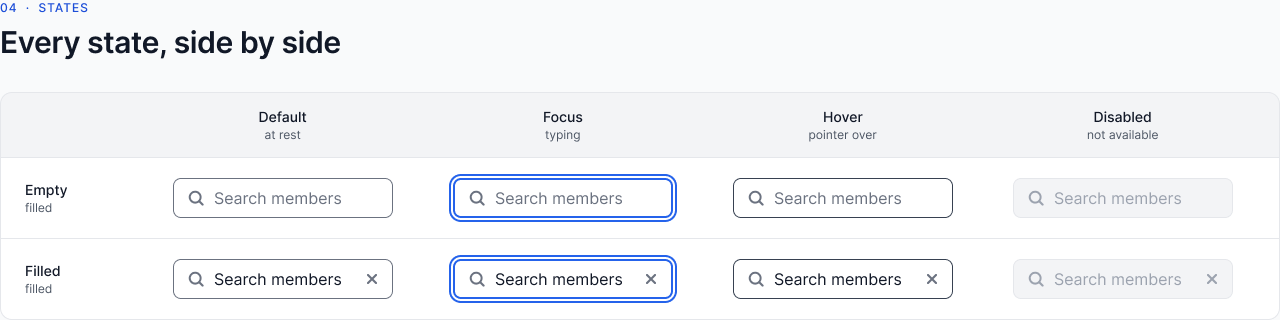 04 · STATES
Every state, side by side
Default
at rest
Focus
typing
Hover
pointer over
Disabled
not available
Empty
filled
Search members
Search members
Search members
Search members
Filled
filled
Search members
Search members
Search members
Search members